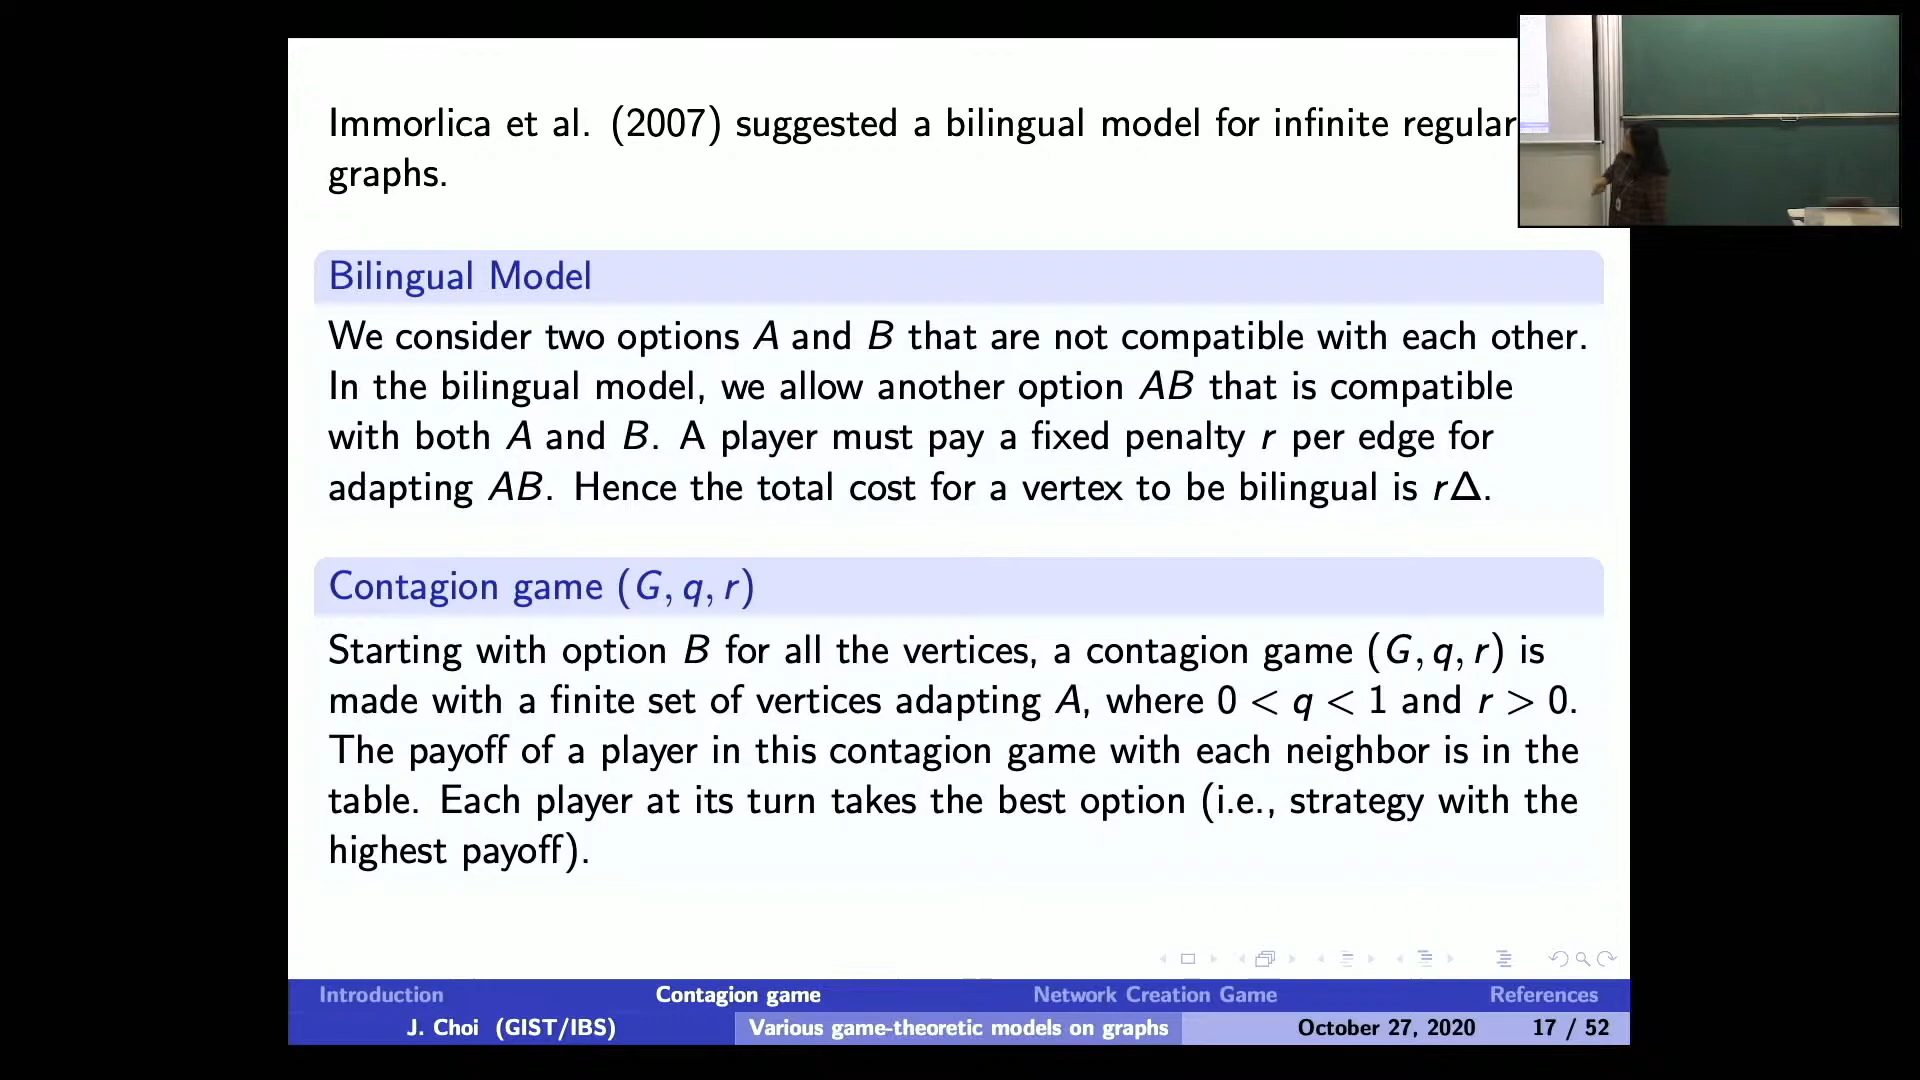 Immorlica et al. (2007) suggested a bilingual model for infinite regular
graphs.
Bilingual Model
We consider two options A and B that are not compatible with each other.
In the bilingual model, we allow another option AB that is compatible
with both A and B. A player must pay a fixed penalty r per edge for
adapting AB. Hence the total cost for a vertex to be bilingual is rΔ.
Contagion game (G, q, r)
Starting with option B for all the vertices, a contagion game (G, q, r) is
made with a finite set of vertices adapting A, where 0 < q < 1 and r > 0.
The payoff of a player in this contagion game with each neighbor is in the
table. Each player at its turn takes the best option (i.e., strategy with the
highest payoff).
Introduction Contagion game Network Creation Game References
J. Choi (GIST/IBS) Various game-theoretic models on graphs October 27, 2020 17 / 52